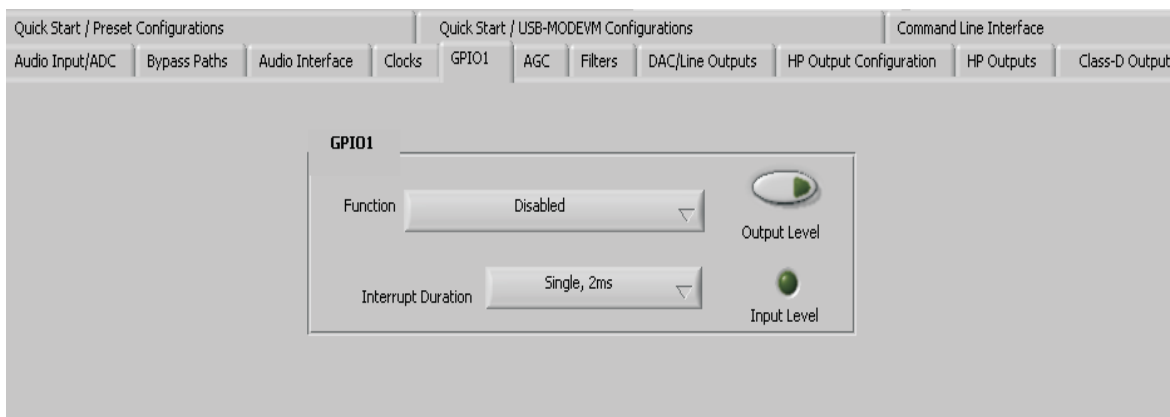 Quick Start / Preset Configurations
Quick Start / USB-MODEVM Configurations
Command Line Interface
Audio Input/ADC
Bypass Paths
Audio Interface
Clocks
GPIO1
AGC
Filters
DAC/Line Outputs
HP Output Configuration
HP Outputs
Class-D Output
GPIO1
Function
Disabled
Output Level
Interrupt Duration
Single, 2ms
Input Level